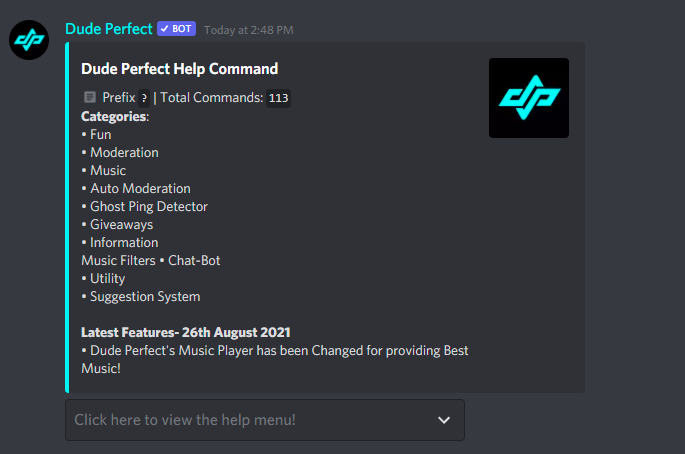 Dude Perfect ✓ BOT Today at 2:48 PM
Dude Perfect Help Command
dp
Prefix ? | Total Commands: 113
Categories:
• Fun
• Moderation
• Music
• Auto Moderation
• Ghost Ping Detector
• Giveaways
• Information
Music Filters • Chat-Bot
• Utility
• Suggestion System
Latest Features- 26th August 2021
• Dude Perfect's Music Player has been Changed for providing Best
Music!
Click here to view the help menu!